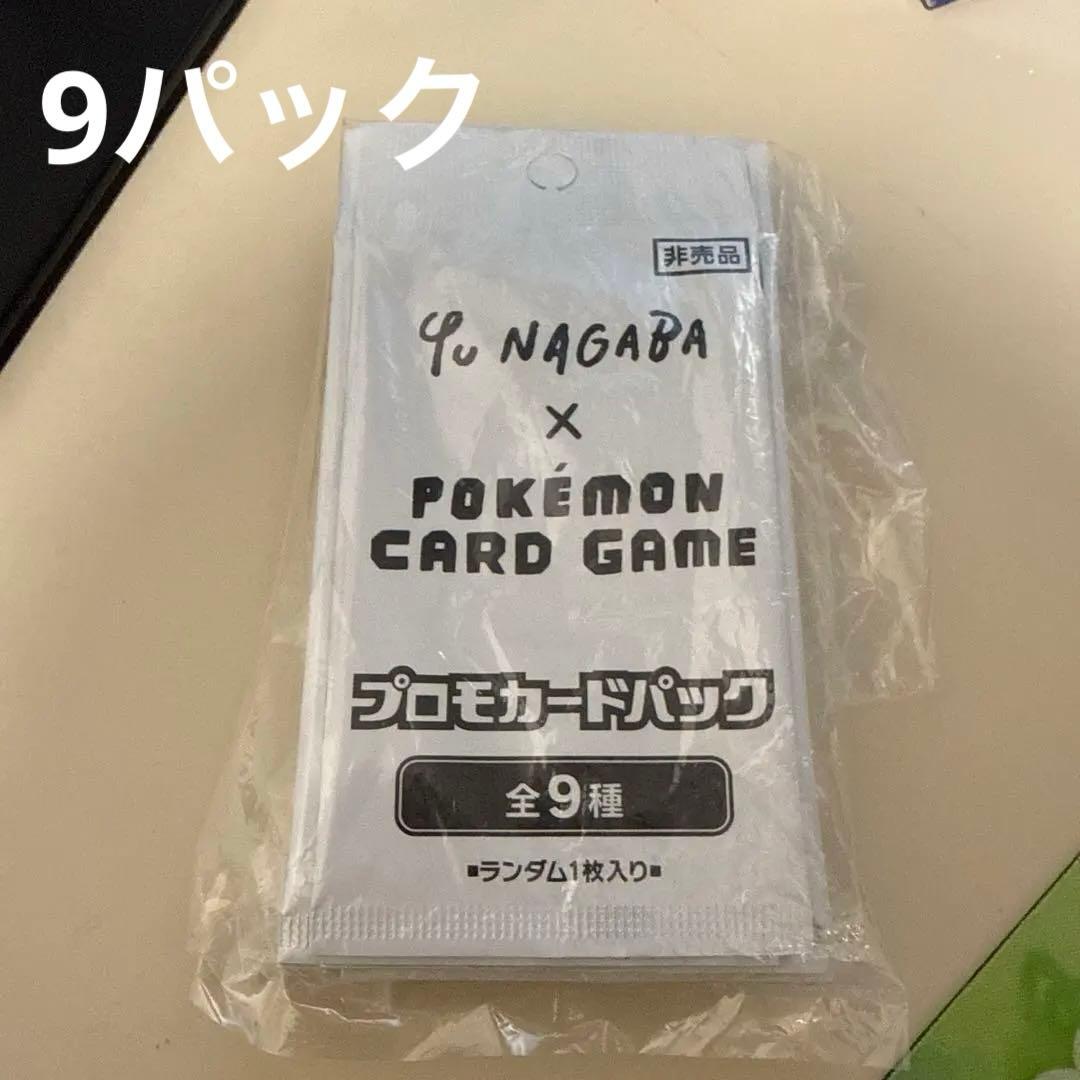 9パック
非売品
Yu NAGABA
×
POKÉMON
CARD GAME
プロモカードパック
全9種
▪ランダム1枚入り▪